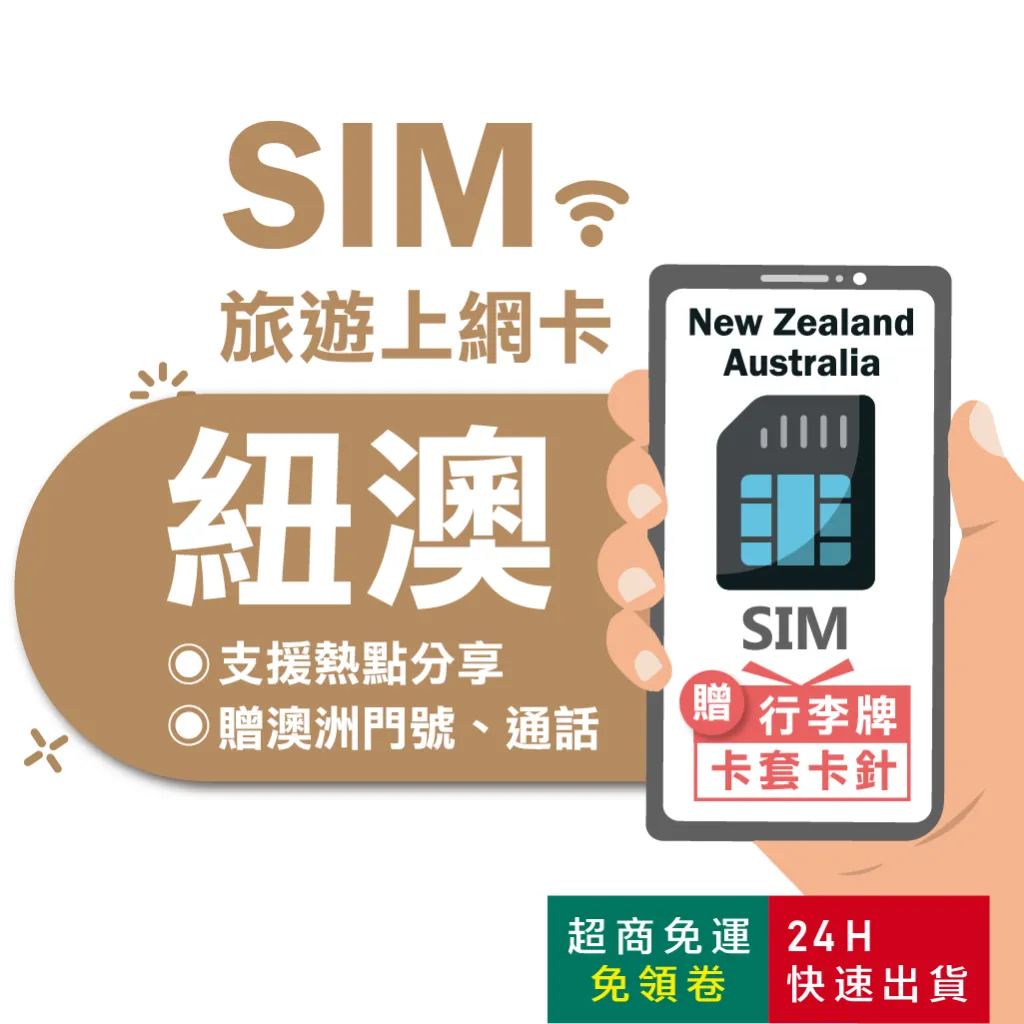 SIM
旅遊上網卡
紐澳
支援熱點分享
贈澳洲門號、通話
New Zealand
Australia
SIM
贈 行李牌
卡套卡針
超商免運
免領卷
24H
快速出貨